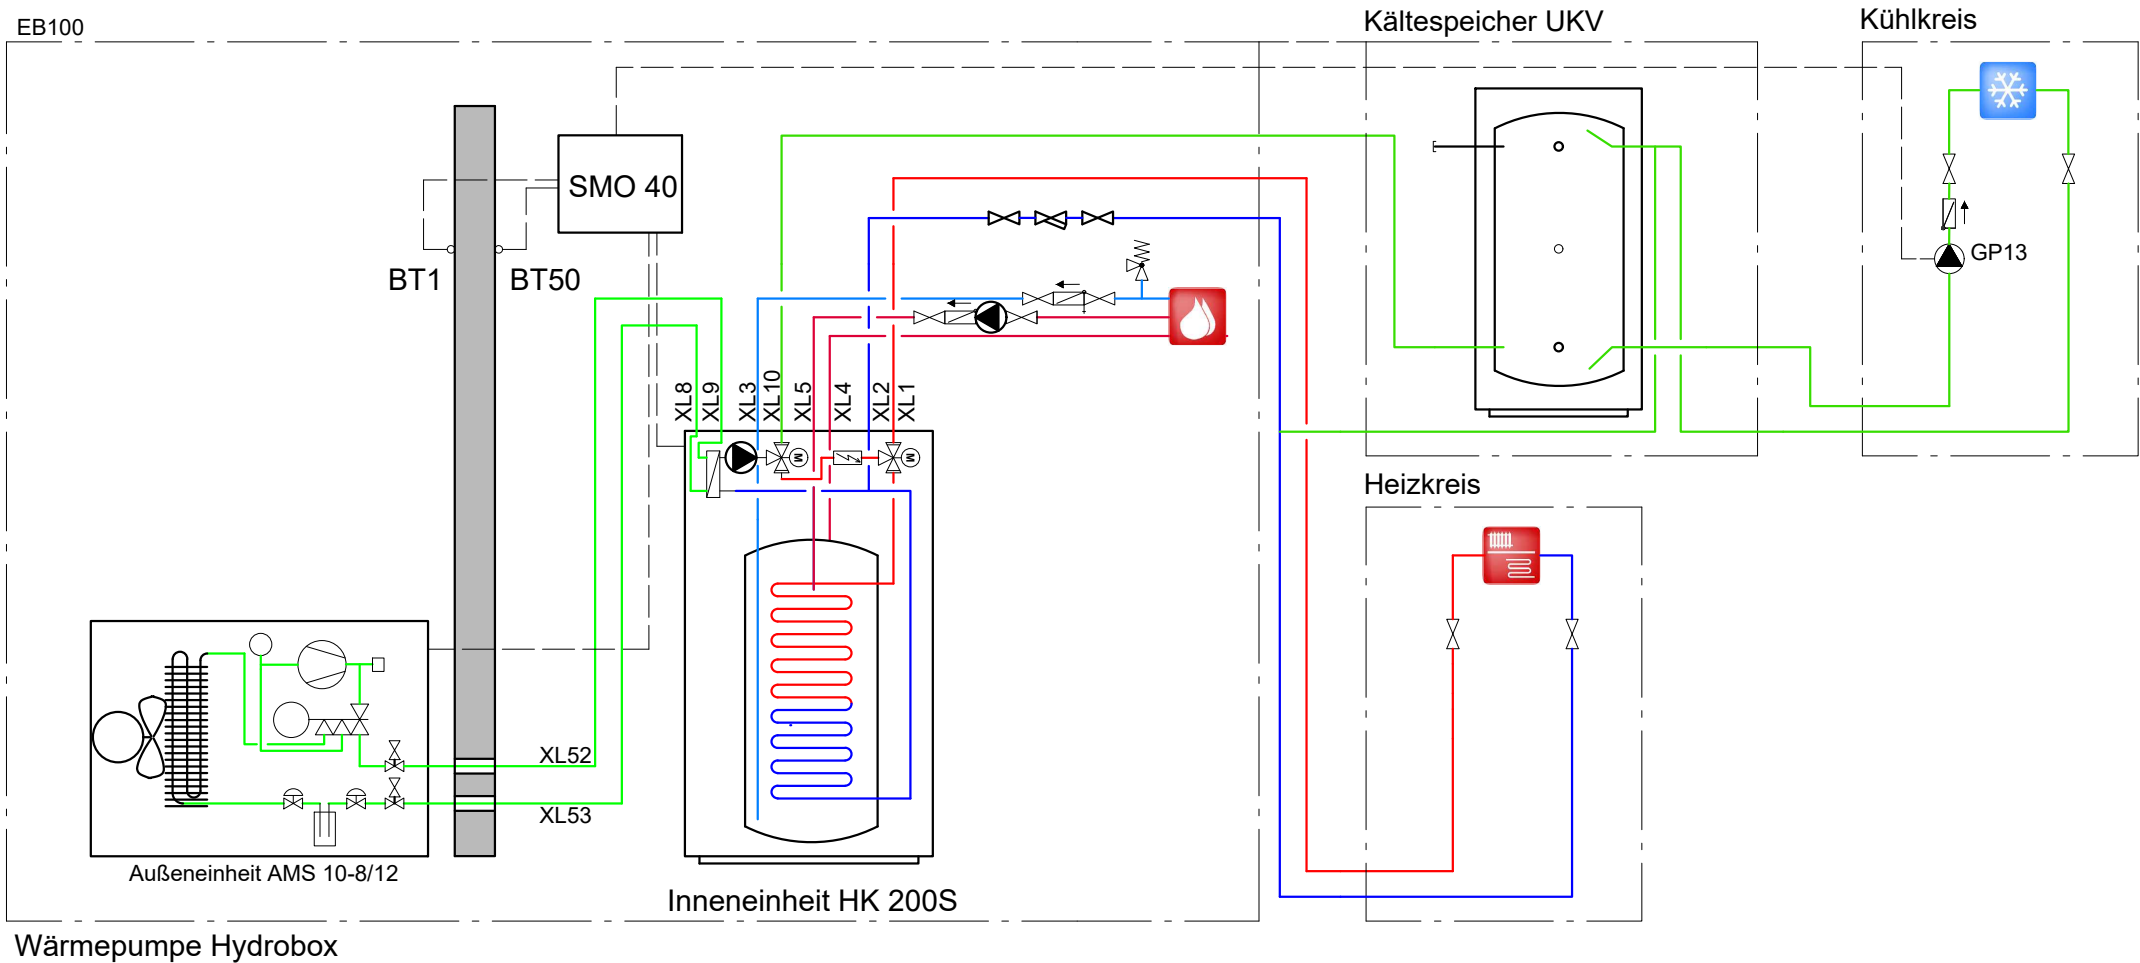 EB100
Kältespeicher UKV
Kühlkreis
SMO 40
BT1
BT50
GP13
XL8
XL9
XL3
XL10
XL5
XL4
XL2
XL1
M
M
Heizkreis
XL52
XL53
Außeneinheit AMS 10-8/12
Inneneinheit HK 200S
Wärmepumpe Hydrobox